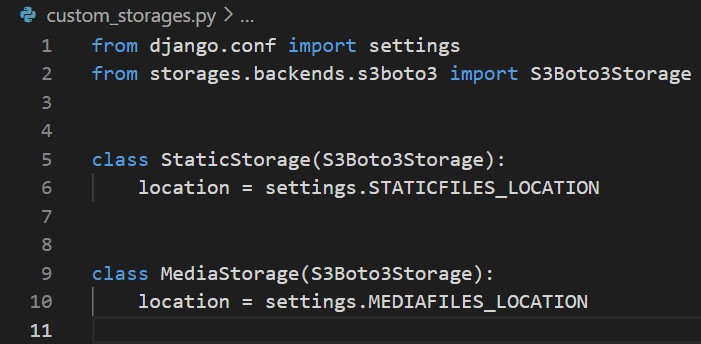 custom_storages.py > ...
1 from django.conf import settings
2 from storages.backends.s3boto3 import S3Boto3Storage
3
4
5 class StaticStorage(S3Boto3Storage):
6     location = settings.STATICFILES_LOCATION
7
8
9 class MediaStorage(S3Boto3Storage):
10     location = settings.MEDIAFILES_LOCATION
11